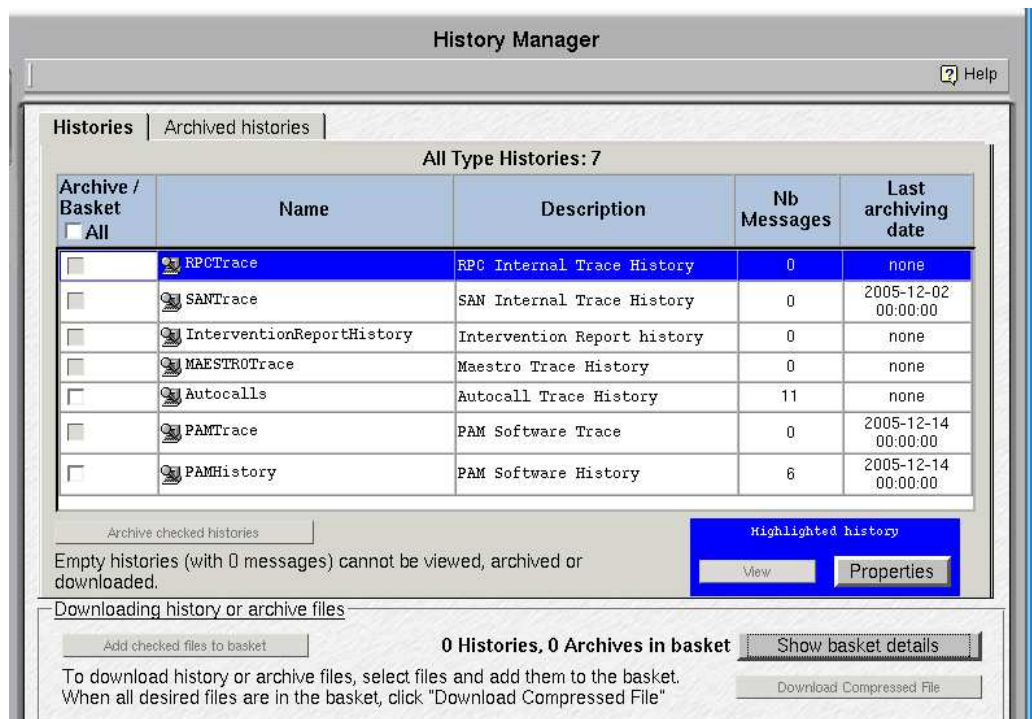 History Manager
Help
Histories
Archived histories
All Type Histories: 7
Archive /
Basket
All
Name
Description
Nb
Messages
Last
archiving
date
RPCTrace
RPC Internal Trace History
0
none
SANTrace
SAN Internal Trace History
0
2005-12-02
00:00:00
InterventionReportHistory
Intervention Report history
0
none
MAESTROTrace
Maestro Trace History
0
none
Autocalls
Autocall Trace History
11
none
PAMTrace
PAM Software Trace
0
2005-12-14
00:00:00
PAMHistory
PAM Software History
6
2005-12-14
00:00:00
Archive checked histories
Highlighted history
Empty histories (with 0 messages) cannot be viewed, archived or
downloaded.
View
Properties
Downloading history or archive files
Add checked files to basket
0 Histories, 0 Archives in basket
Show basket details
To download history or archive files, select files and add them to the basket.
When all desired files are in the basket, click "Download Compressed File"
Download Compressed File